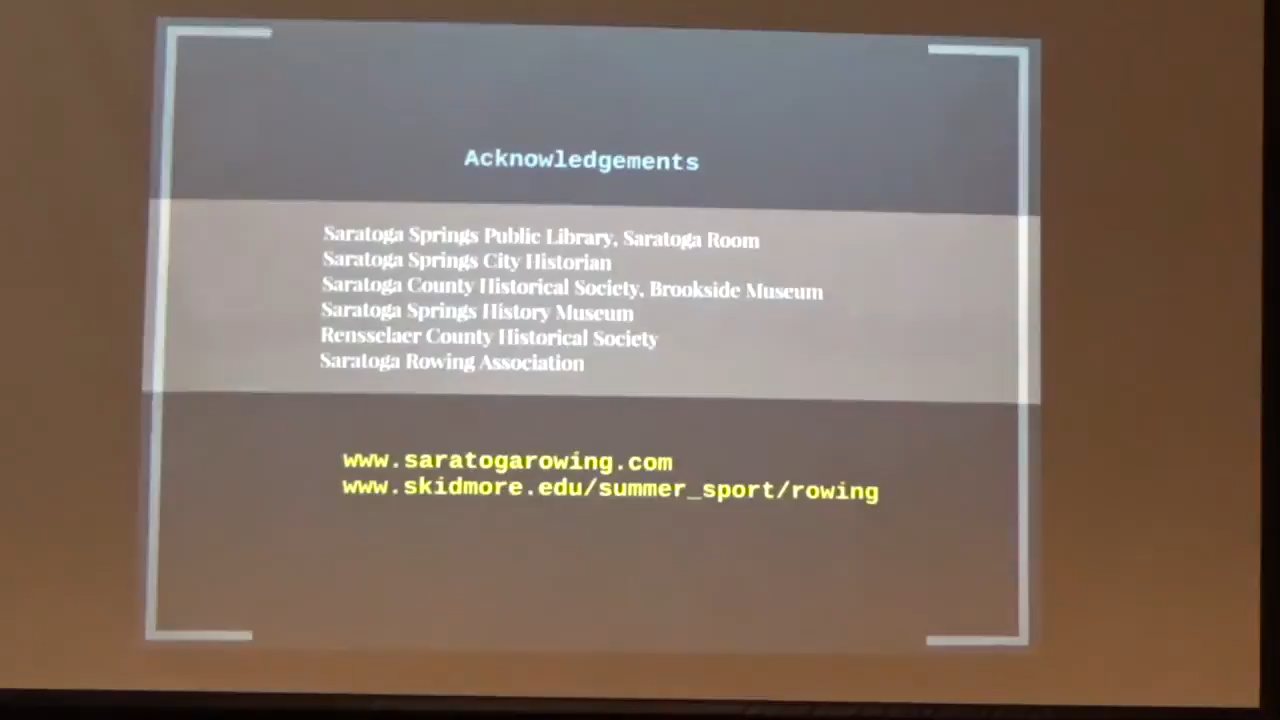 Acknowledgements
Saratoga Springs Public Library, Saratoga Room
Saratoga Springs City Historian
Saratoga County Historical Society, Brookside Museum
Saratoga Springs History Museum
Rensselaer County Historical Society
Saratoga Rowing Association
www.saratogarowing.com
www.skidmore.edu/summer_sport/rowing